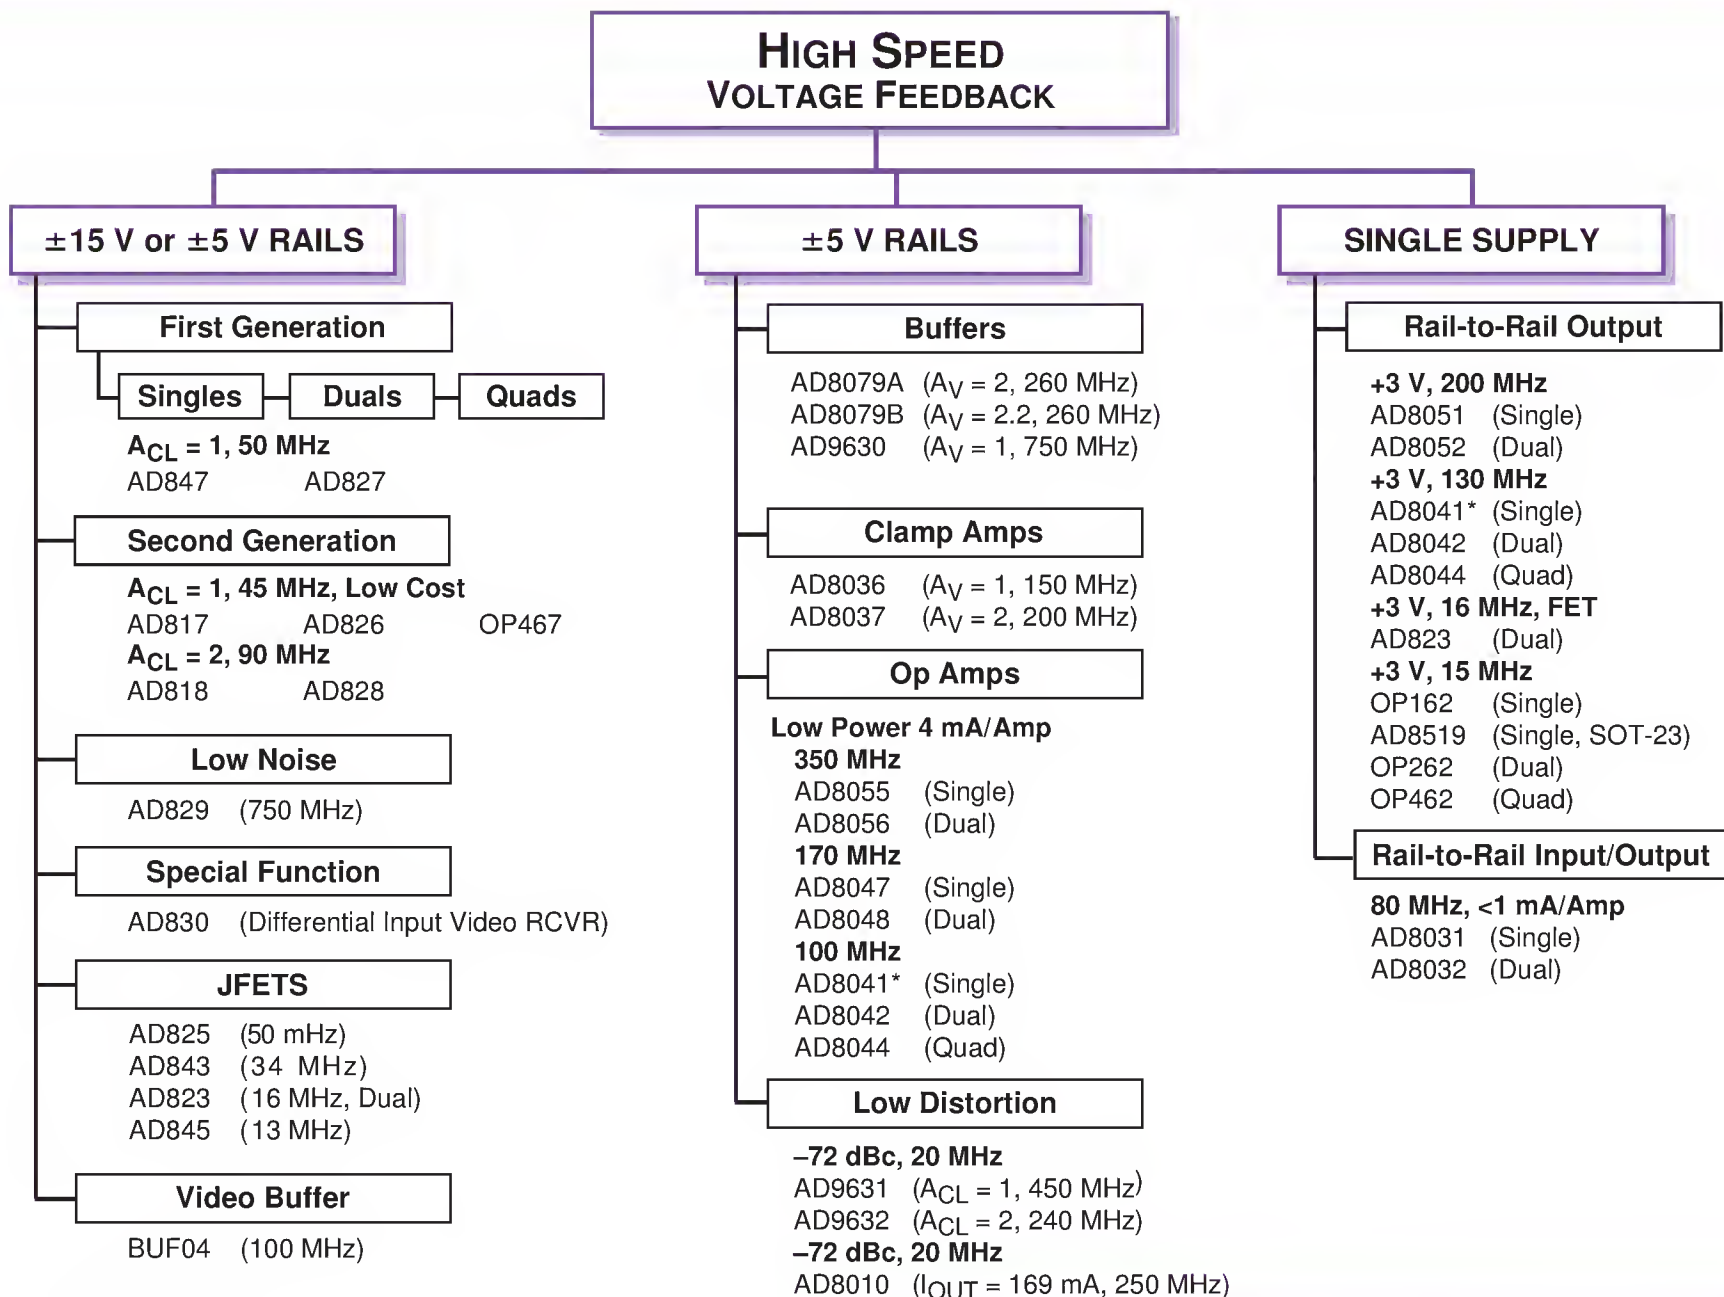 HIGH SPEED
VOLTAGE FEEDBACK
±15 V or ±5 V RAILS
First Generation
Singles Duals Quads
ACL = 1, 50 MHz
AD847 AD827
Second Generation
ACL = 1, 45 MHz, Low Cost
AD817 AD826 OP467
ACL = 2, 90 MHz
AD818 AD828
Low Noise
AD829 (750 MHz)
Special Function
AD830 (Differential Input Video RCVR)
JFETS
AD825 (50 mHz)
AD843 (34 MHz)
AD823 (16 MHz, Dual)
AD845 (13 MHz)
Video Buffer
BUF04 (100 MHz)
±5 V RAILS
Buffers
AD8079A (AV = 2, 260 MHz)
AD8079B (AV = 2.2, 260 MHz)
AD9630 (AV = 1, 750 MHz)
Clamp Amps
AD8036 (AV = 1, 150 MHz)
AD8037 (AV = 2, 200 MHz)
Op Amps
Low Power 4 mA/Amp
350 MHz
AD8055 (Single)
AD8056 (Dual)
170 MHz
AD8047 (Single)
AD8048 (Dual)
100 MHz
AD8041* (Single)
AD8042 (Dual)
AD8044 (Quad)
Low Distortion
–72 dBc, 20 MHz
AD9631 (ACL = 1, 450 MHz)
AD9632 (ACL = 2, 240 MHz)
–72 dBc, 20 MHz
AD8010 (IOUT = 169 mA, 250 MHz)
SINGLE SUPPLY
Rail-to-Rail Output
+3 V, 200 MHz
AD8051 (Single)
AD8052 (Dual)
+3 V, 130 MHz
AD8041* (Single)
AD8042 (Dual)
AD8044 (Quad)
+3 V, 16 MHz, FET
AD823 (Dual)
+3 V, 15 MHz
OP162 (Single)
AD8519 (Single, SOT-23)
OP262 (Dual)
OP462 (Quad)
Rail-to-Rail Input/Output
80 MHz, <1 mA/Amp
AD8031 (Single)
AD8032 (Dual)